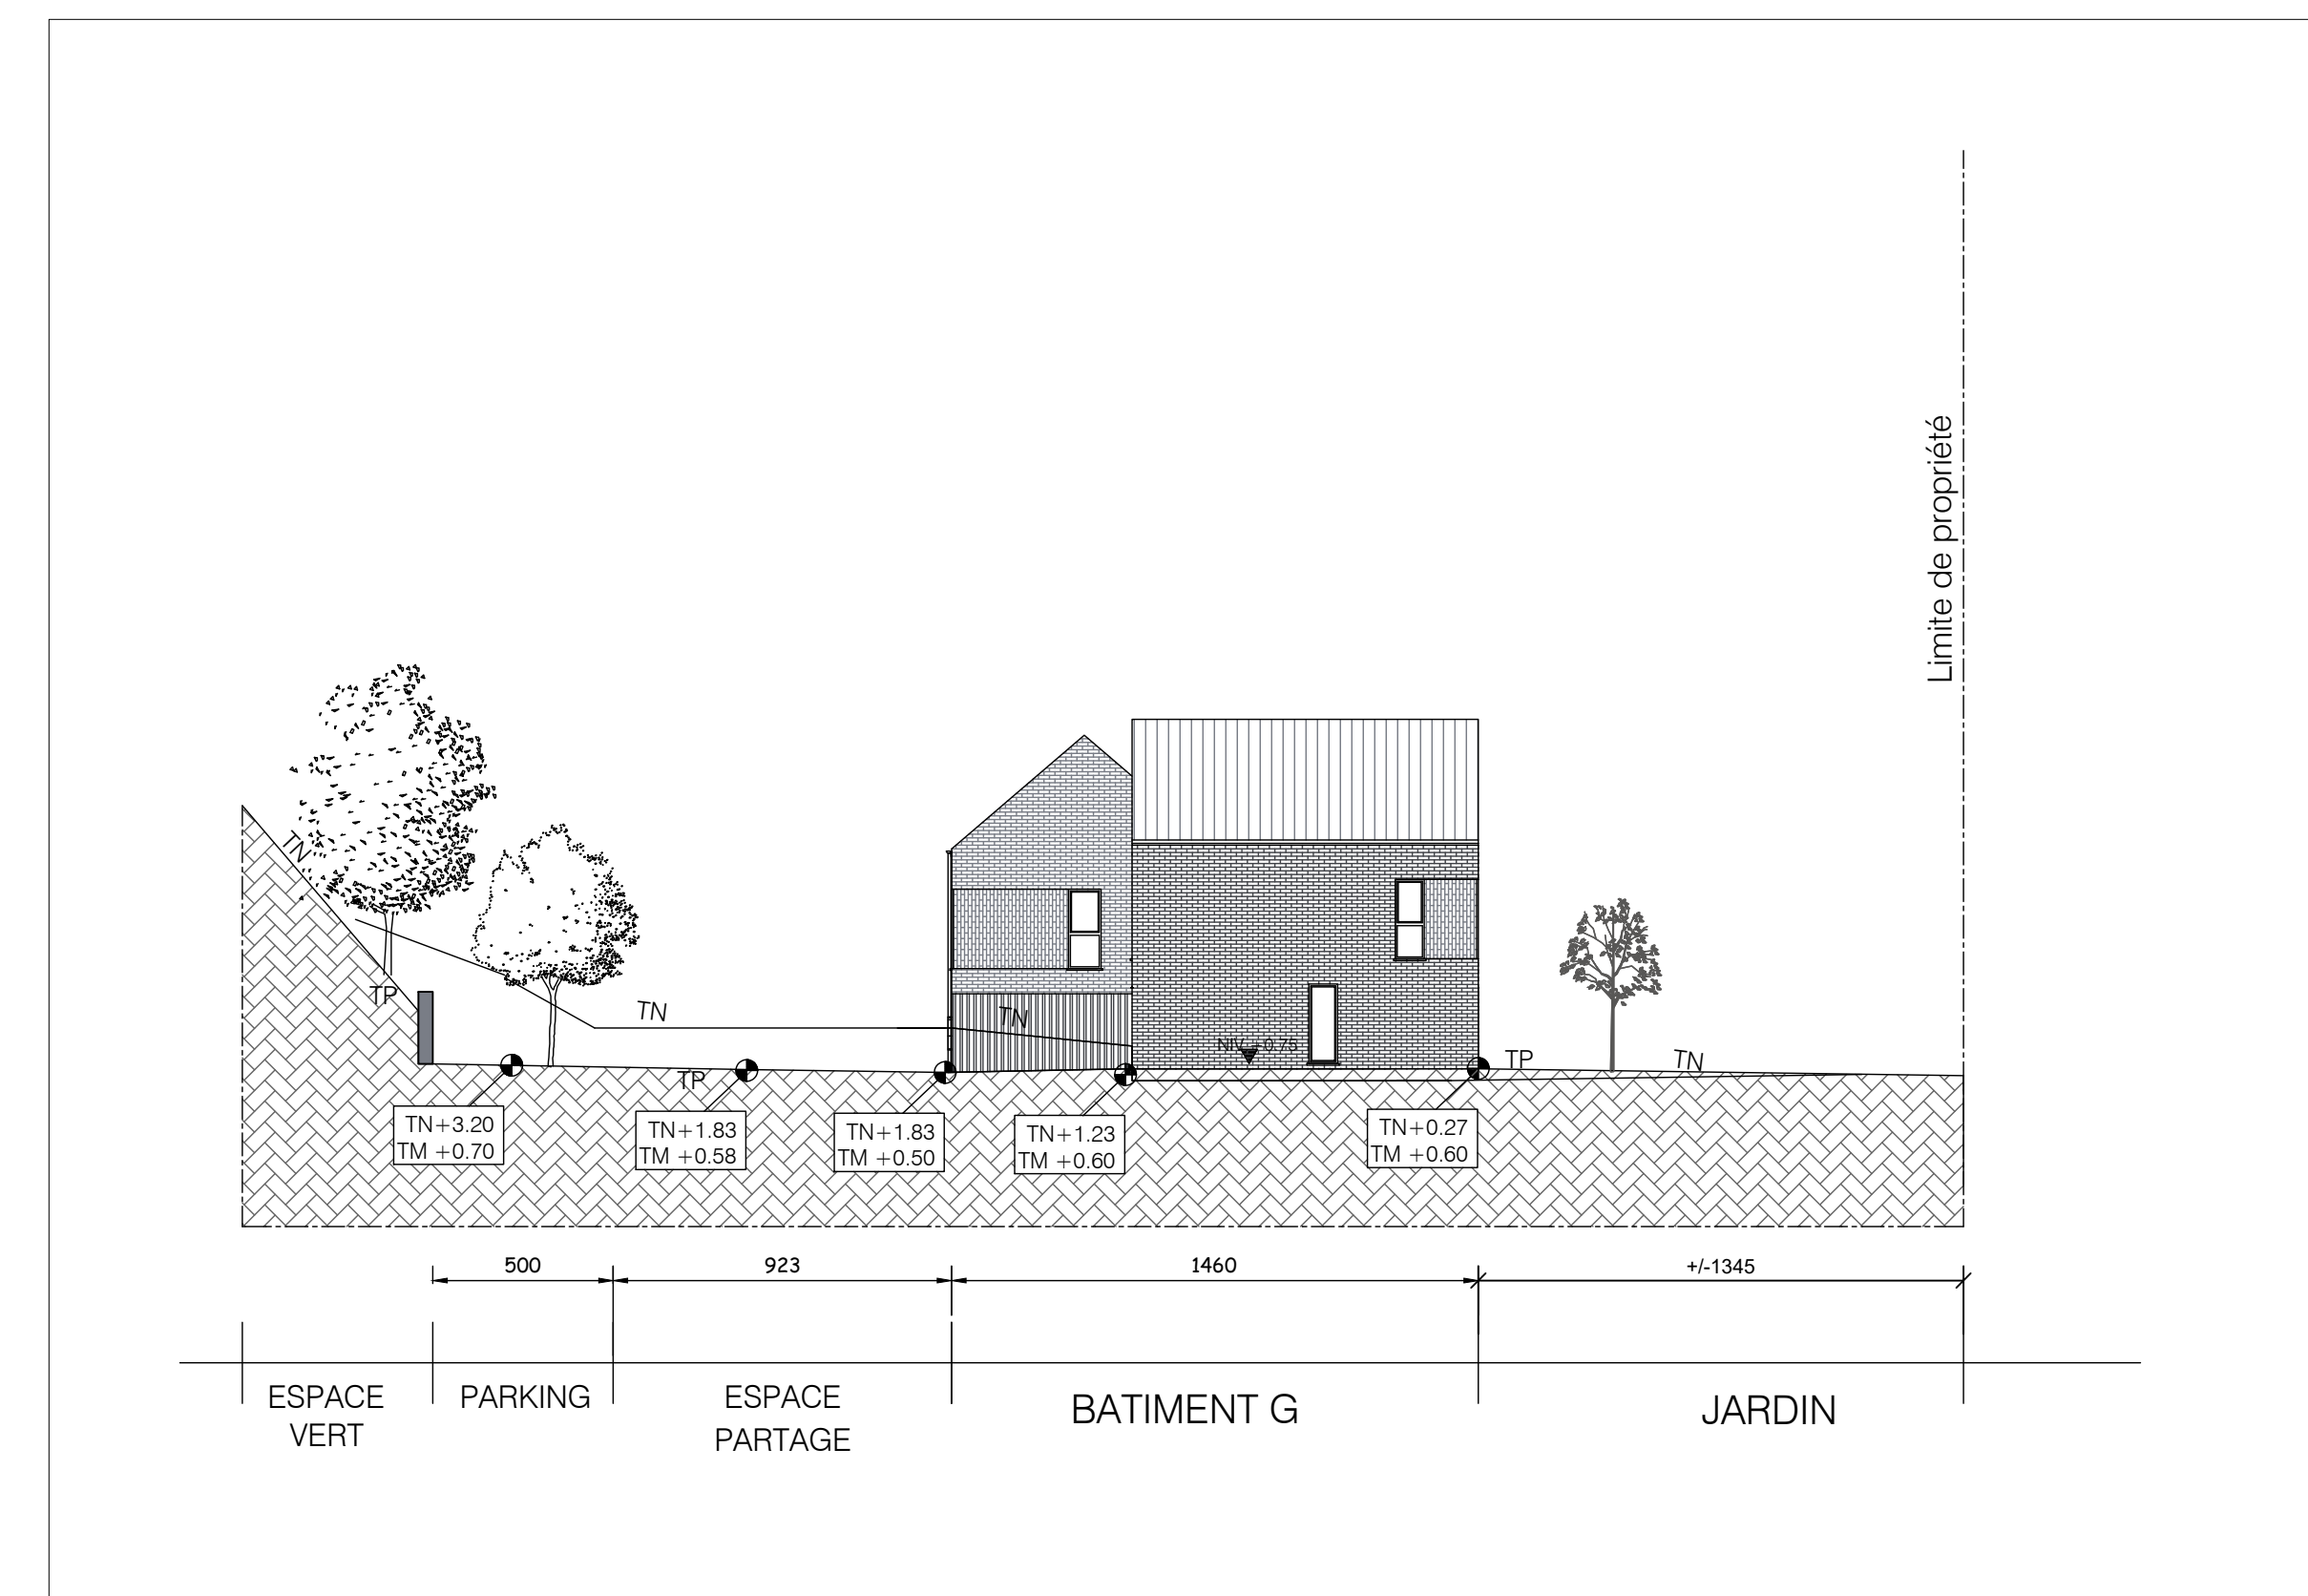 Limite de propriété
TN
TP
TN
TN
NIV +0.75
TP
TP
TN
TN+3.20
TM +0.70
TN+1.83
TM +0.58
TN+1.83
TM +0.50
TN+1.23
TM +0.60
TN+0.27
TM +0.60
500
923
1460
+/-1345
ESPACE
VERT
PARKING
ESPACE
PARTAGE
BATIMENT G
JARDIN